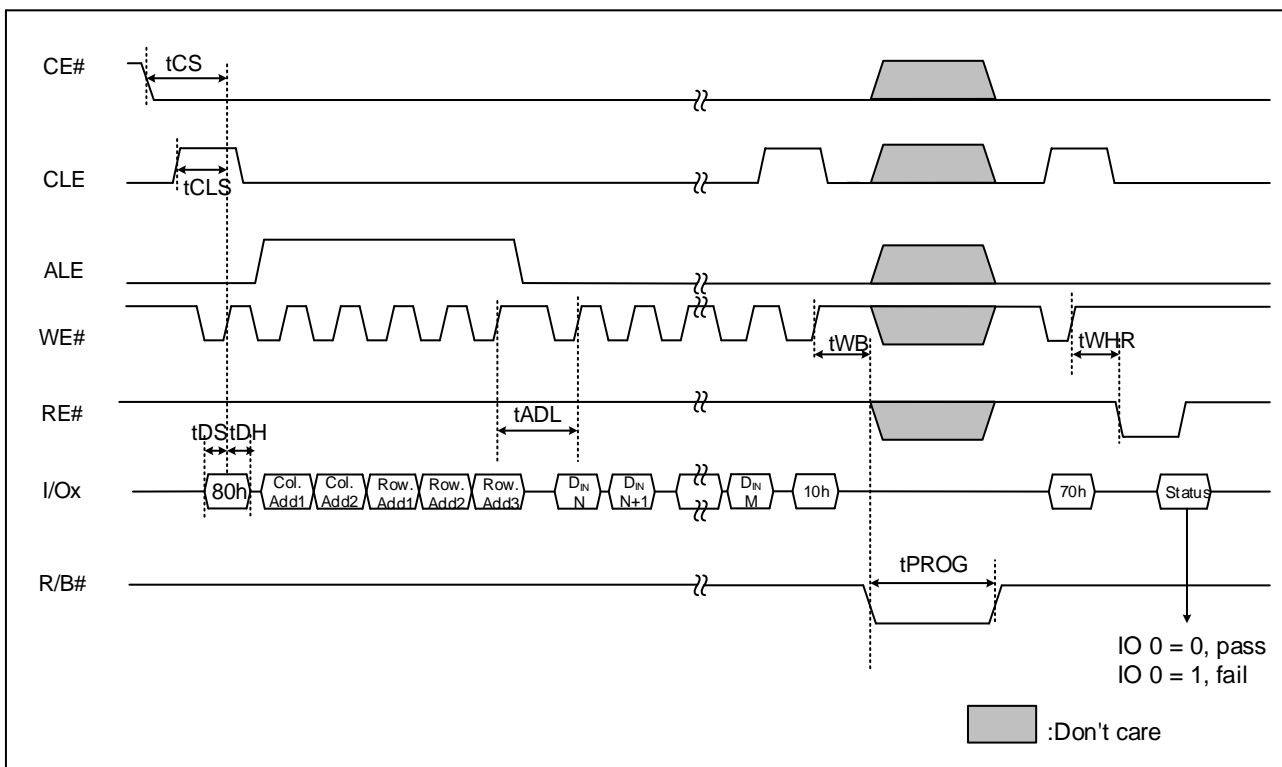 CE#
tCS
CLE
tCLS
ALE
WE#
tWB
tWHR
RE#
tADL
tDS
tDH
I/Ox
80h
Col.
Add1
Col.
Add2
Row.
Add1
Row.
Add2
Row.
Add3
DIN
N
DIN
N+1
DIN
M
10h
70h
Status
R/B#
tPROG
IO 0 = 0, pass
IO 0 = 1, fail
:Don't care